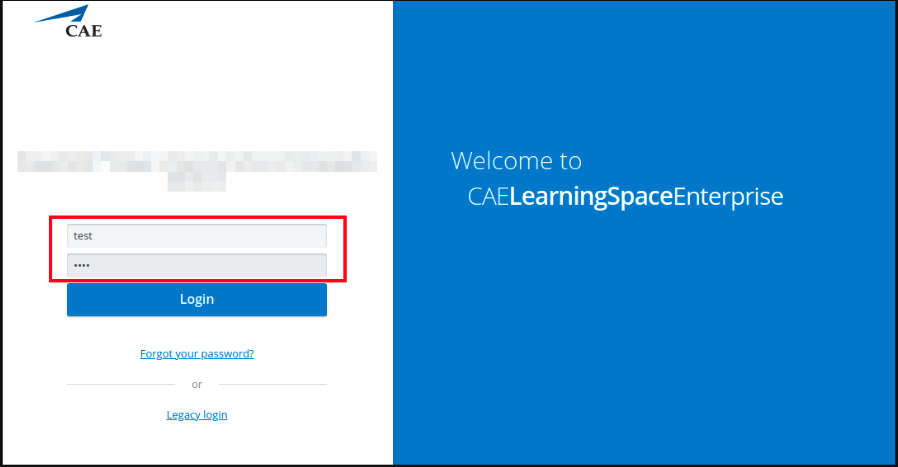 CAE
test
••••
Login
Forgot your password?
or
Legacy login
Welcome to
CAELearningSpaceEnterprise